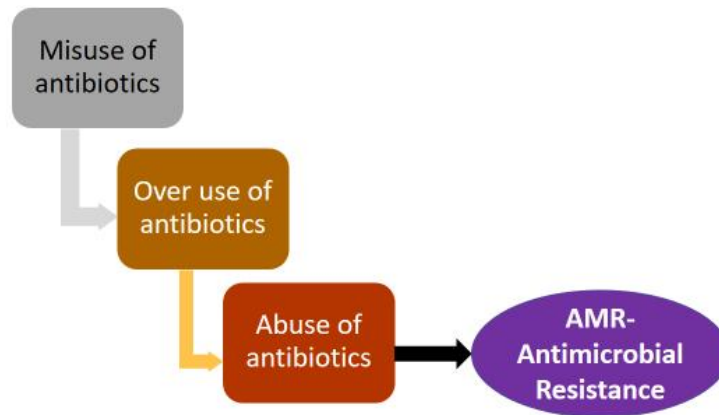 Misuse of
antibiotics
Over use of
antibiotics
Abuse of
antibiotics
AMR-
Antimicrobial
Resistance